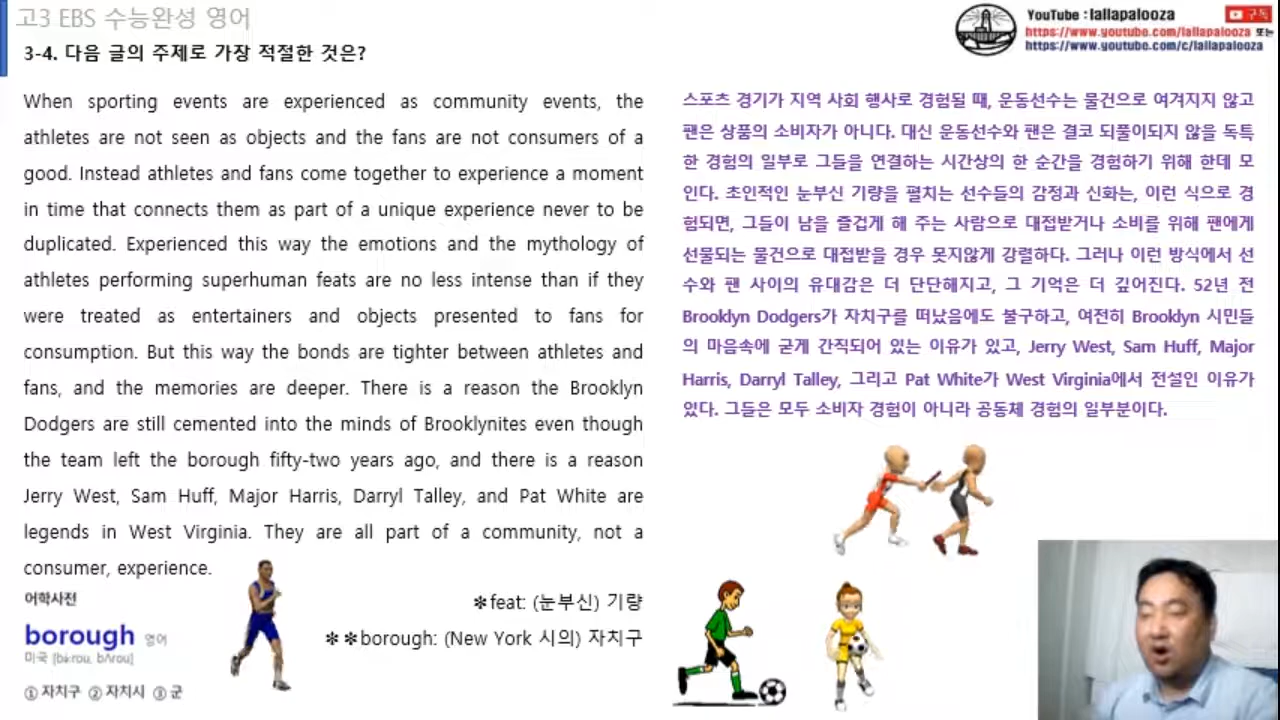 고3 EBS 수능완성 영어
3-4. 다음 글의 주제로 가장 적절한 것은?
YouTube : lallapalooza
구독
https://www.youtube.com/lallapalooza 또는
https://www.youtube.com/c/lallapalooza
When sporting events are experienced as community events, the
athletes are not seen as objects and the fans are not consumers of a
good. Instead athletes and fans come together to experience a moment
in time that connects them as part of a unique experience never to be
duplicated. Experienced this way the emotions and the mythology of
athletes performing superhuman feats are no less intense than if they
were treated as entertainers and objects presented to fans for
consumption. But this way the bonds are tighter between athletes and
fans, and the memories are deeper. There is a reason the Brooklyn
Dodgers are still cemented into the minds of Brooklynites even though
the team left the borough fifty-two years ago, and there is a reason
Jerry West, Sam Huff, Major Harris, Darryl Talley, and Pat White are
legends in West Virginia. They are all part of a community, not a
consumer, experience.
✻feat: (눈부신) 기량
✻✻borough: (New York 시의) 자치구
어학사전
borough 영어
미국 [bɜ́ːrou, bʌ́rou]
① 자치구 ② 자치시 ③ 군
스포츠 경기가 지역 사회 행사로 경험될 때, 운동선수는 물건으로 여겨지지 않고
팬은 상품의 소비자가 아니다. 대신 운동선수와 팬은 결코 되풀이되지 않을 독특
한 경험의 일부로 그들을 연결하는 시간상의 한 순간을 경험하기 위해 한데 모
인다. 초인적인 눈부신 기량을 펼치는 선수들의 감정과 신화는, 이런 식으로 경
험되면, 그들이 남을 즐겁게 해 주는 사람으로 대접받거나 소비를 위해 팬에게
선물되는 물건으로 대접받을 경우 못지않게 강렬하다. 그러나 이런 방식에서 선
수와 팬 사이의 유대감은 더 단단해지고, 그 기억은 더 깊어진다. 52년 전
Brooklyn Dodgers가 자치구를 떠났음에도 불구하고, 여전히 Brooklyn 시민들
의 마음속에 굳게 간직되어 있는 이유가 있고, Jerry West, Sam Huff, Major
Harris, Darryl Talley, 그리고 Pat White가 West Virginia에서 전설인 이유가
있다. 그들은 모두 소비자 경험이 아니라 공동체 경험의 일부분이다.